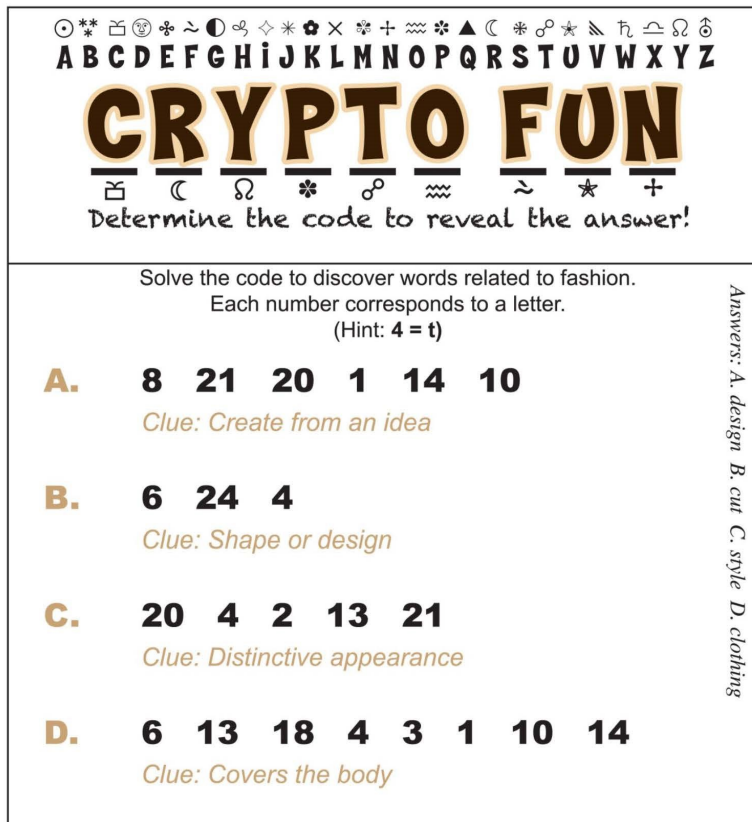 A B C D E F G H i J K L M N O P Q R S T U V W X Y Z
CRYPTO FUN
Determine the code to reveal the answer!
Solve the code to discover words related to fashion.
Each number corresponds to a letter.
(Hint: 4 = t)
A. 8 21 20 1 14 10
Clue: Create from an idea
B. 6 24 4
Clue: Shape or design
C. 20 4 2 13 21
Clue: Distinctive appearance
D. 6 13 18 4 3 1 10 14
Clue: Covers the body
Answers: A. design B. cut C. style D. clothing